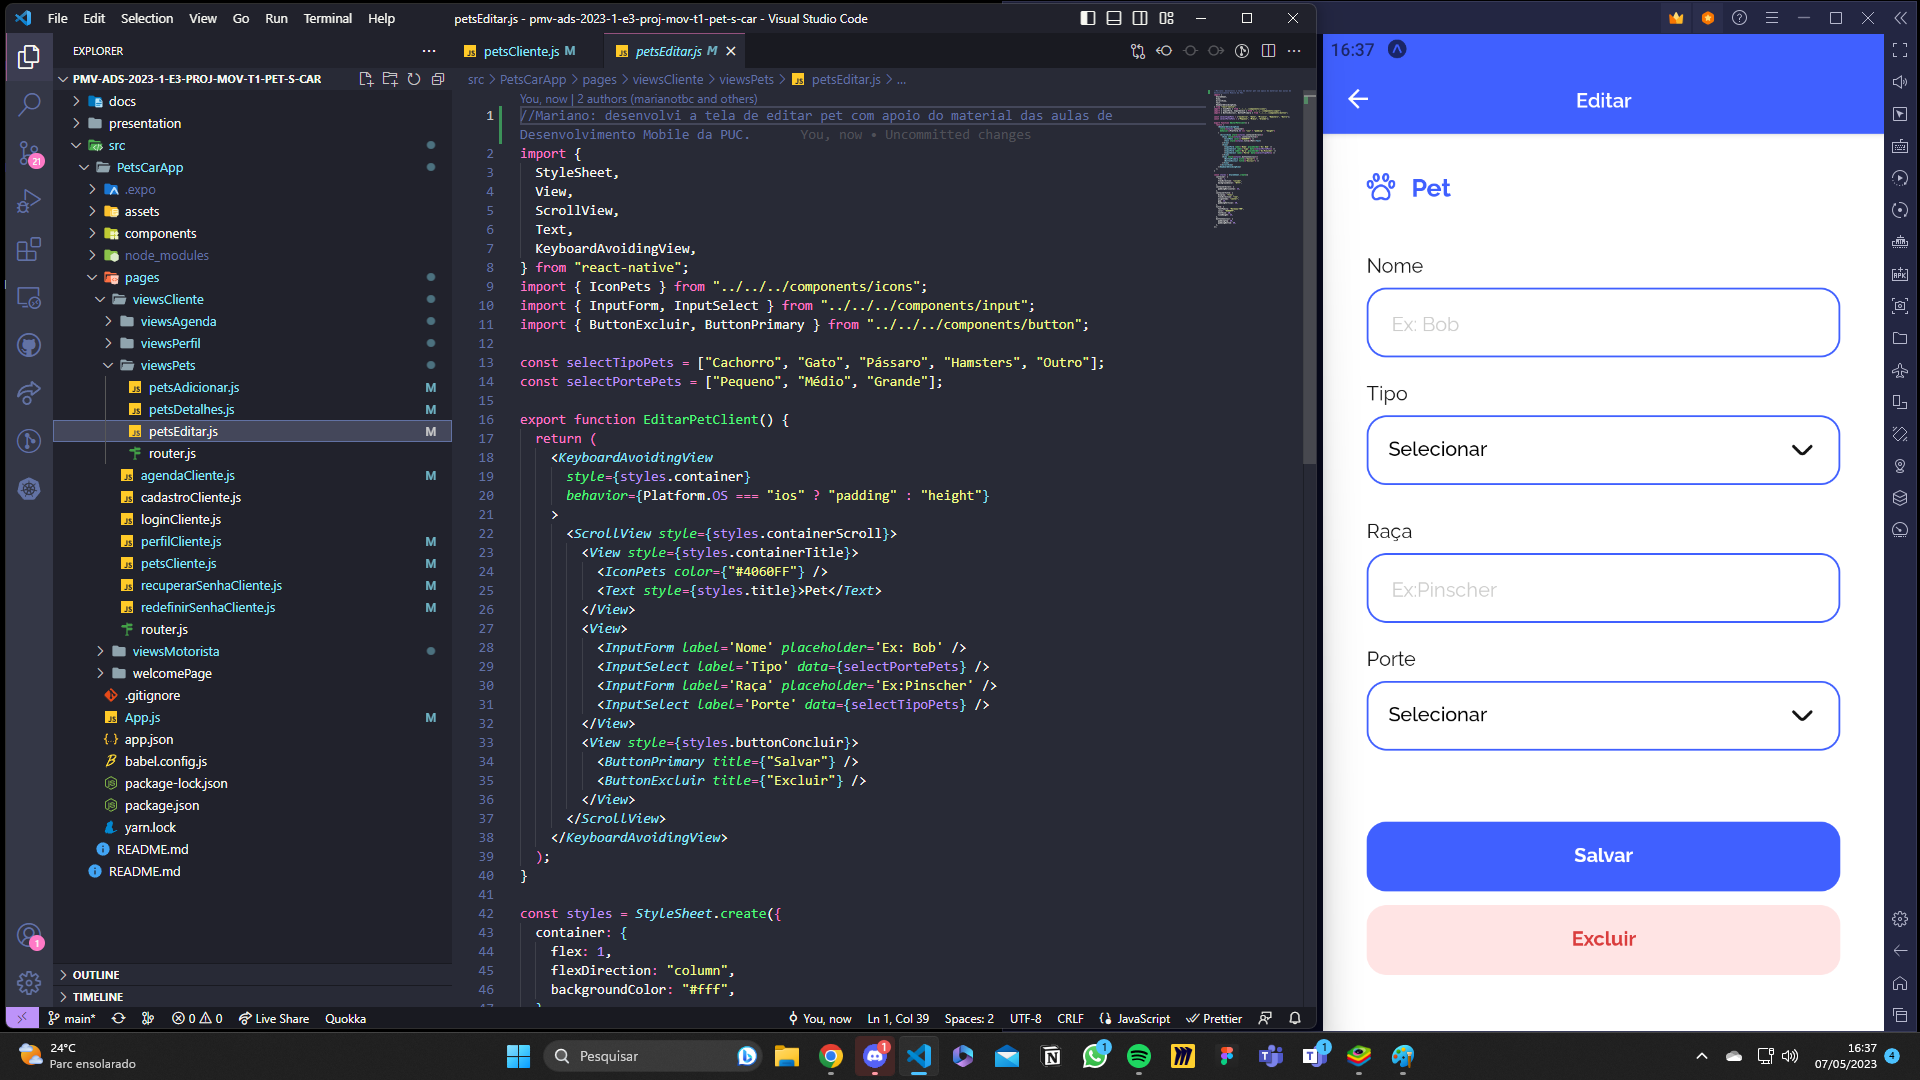 File Edit Selection View Go Run Terminal Help
petsEditar.js - pmv-ads-2023-1-e3-proj-mov-t1-pet-s-car - Visual Studio Code
EXPLORER
PMV-ADS-2023-1-E3-PROJ-MOV-T1-PET-S-CAR
docs
presentation
src
PetsCarApp
.expo
assets
components
node_modules
pages
viewsCliente
viewsAgenda
viewsPerfil
viewsPets
petsAdicionar.js M
petsDetalhes.js M
petsEditar.js M
router.js
agendaCliente.js M
cadastroCliente.js
loginCliente.js
perfilCliente.js M
petsCliente.js M
recuperarSenhaCliente.js M
redefinirSenhaCliente.js M
router.js
viewsMotorista
welcomePage
.gitignore
App.js M
app.json
babel.config.js
package-lock.json
package.json
yarn.lock
README.md
README.md
OUTLINE
TIMELINE
21
1
petsCliente.js M
petsEditar.js M
src > PetsCarApp > pages > viewsCliente > viewsPets > petsEditar.js > ...
You, now | 2 authors (marianotbc and others)
1 //Mariano: desenvolvi a tela de editar pet com apoio do material das aulas de
Desenvolvimento Mobile da PUC. You, now • Uncommitted changes
2 import {
3 StyleSheet,
4 View,
5 ScrollView,
6 Text,
7 KeyboardAvoidingView,
8 } from "react-native";
9 import { IconPets } from "../../../components/icons";
10 import { InputForm, InputSelect } from "../../../components/input";
11 import { ButtonExcluir, ButtonPrimary } from "../../../components/button";
12
13 const selectTipoPets = ["Cachorro", "Gato", "Pássaro", "Hamsters", "Outro"];
14 const selectPortePets = ["Pequeno", "Médio", "Grande"];
15
16 export function EditarPetClient() {
17 return (
18 <KeyboardAvoidingView
19 style={styles.container}
20 behavior={Platform.OS === "ios" ? "padding" : "height"}
21 >
22 <ScrollView style={styles.containerScroll}>
23 <View style={styles.containerTitle}>
24 <IconPets color={"#4060FF"} />
25 <Text style={styles.title}>Pet</Text>
26 </View>
27 <View>
28 <InputForm label='Nome' placeholder='Ex: Bob' />
29 <InputSelect label='Tipo' data={selectPortePets} />
30 <InputForm label='Raça' placeholder='Ex:Pinscher' />
31 <InputSelect label='Porte' data={selectTipoPets} />
32 </View>
33 <View style={styles.buttonConcluir}>
34 <ButtonPrimary title={"Salvar"} />
35 <ButtonExcluir title={"Excluir"} />
36 </View>
37 </ScrollView>
38 </KeyboardAvoidingView>
39 );
40 }
41
42 const styles = StyleSheet.create({
43 container: {
44 flex: 1,
45 flexDirection: "column",
46 backgroundColor: "#fff",
main* 0 0 Live Share Quokka
You, now Ln 1, Col 39 Spaces: 2 UTF-8 CRLF JavaScript Prettier
16:37
Editar
Pet
Nome
Ex: Bob
Tipo
Selecionar
Raça
Ex:Pinscher
Porte
Selecionar
Salvar
Excluir
24°C
Parc ensolarado
Pesquisar
1
1
1
16:37
07/05/2023
4